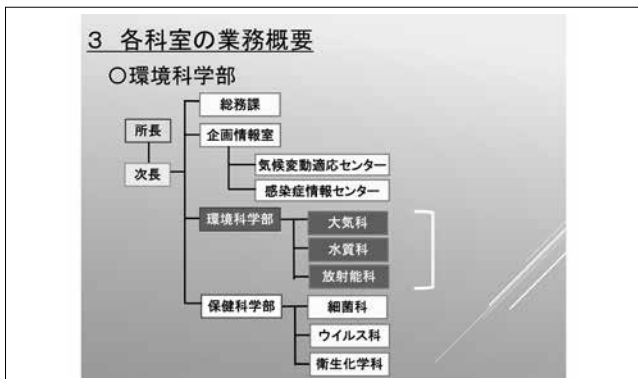 3 各科室の業務概要
○環境科学部
総務課
所長
企画情報室
気候変動適応センター
次長
感染症情報センター
環境科学部
大気科
水質科
放射能科
保健科学部
細菌科
ウイルス科
衛生化学科